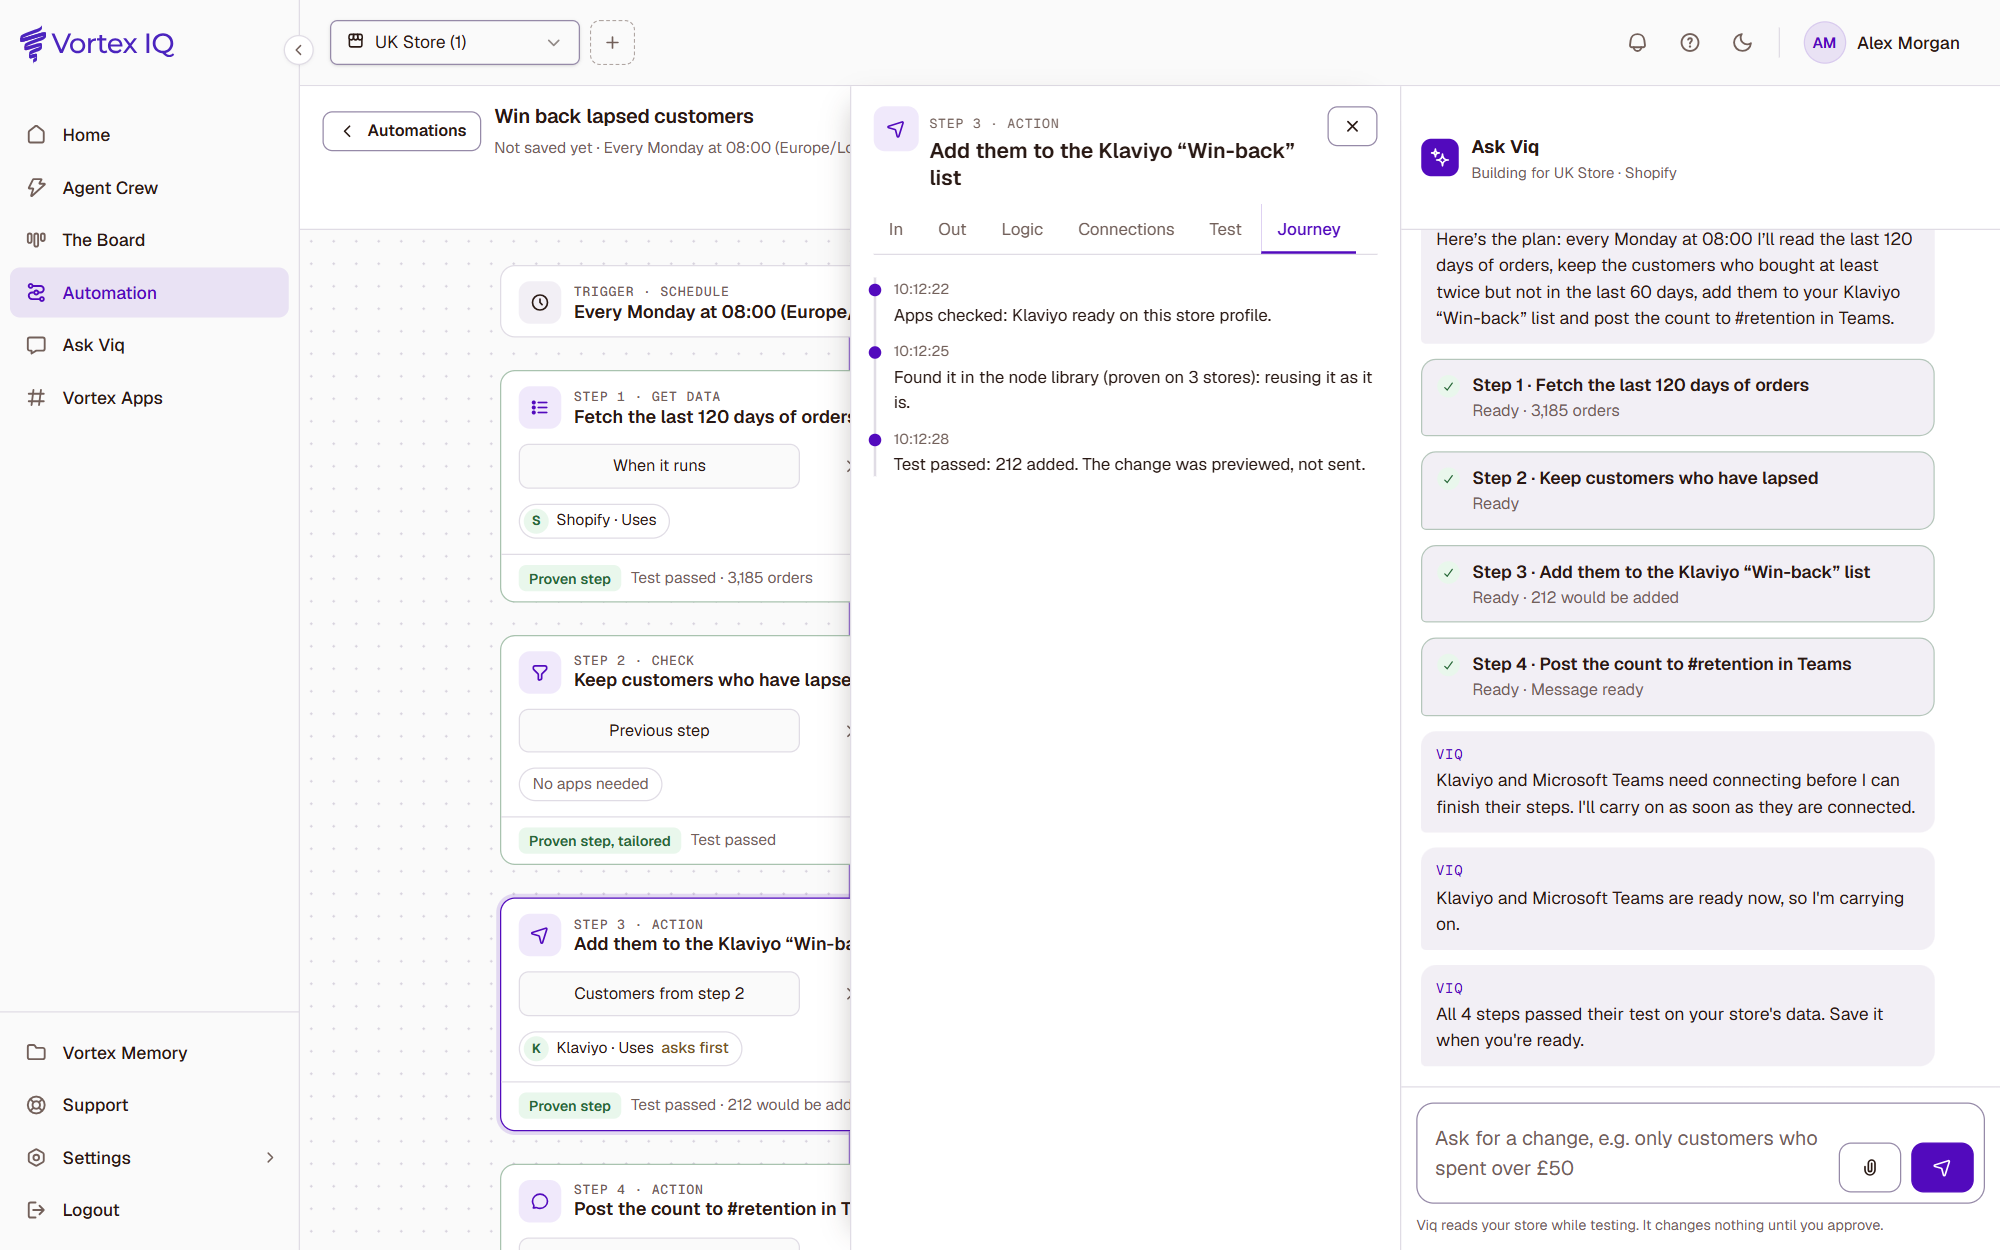 Vortex IQ
UK Store (1)
AM
Alex Morgan
Home
Agent Crew
The Board
Automation
Ask Viq
Vortex Apps
Vortex Memory
Support
Settings
Logout
Automations
Win back lapsed customers
Not saved yet · Every Monday at 08:00 (Europe/Lo
TRIGGER · SCHEDULE
Every Monday at 08:00 (Europe/
STEP 1 · GET DATA
Fetch the last 120 days of orders
When it runs
S
Shopify · Uses
Proven step
Test passed · 3,185 orders
STEP 2 · CHECK
Keep customers who have lapse
Previous step
No apps needed
Proven step, tailored
Test passed
STEP 3 · ACTION
Add them to the Klaviyo “Win-ba
Customers from step 2
K
Klaviyo · Uses asks first
Proven step
Test passed · 212 would be add
STEP 4 · ACTION
Post the count to #retention in T
STEP 3 · ACTION
Add them to the Klaviyo “Win-back”
list
In
Out
Logic
Connections
Test
Journey
10:12:22
Apps checked: Klaviyo ready on this store profile.
10:12:25
Found it in the node library (proven on 3 stores): reusing it as it
is.
10:12:28
Test passed: 212 added. The change was previewed, not sent.
Ask Viq
Building for UK Store · Shopify
Here’s the plan: every Monday at 08:00 I’ll read the last 120
days of orders, keep the customers who bought at least
twice but not in the last 60 days, add them to your Klaviyo
“Win-back” list and post the count to #retention in Teams.
Step 1 · Fetch the last 120 days of orders
Ready · 3,185 orders
Step 2 · Keep customers who have lapsed
Ready
Step 3 · Add them to the Klaviyo “Win-back” list
Ready · 212 would be added
Step 4 · Post the count to #retention in Teams
Ready · Message ready
VIQ
Klaviyo and Microsoft Teams need connecting before I can
finish their steps. I'll carry on as soon as they are connected.
VIQ
Klaviyo and Microsoft Teams are ready now, so I'm carrying
on.
VIQ
All 4 steps passed their test on your store's data. Save it
when you're ready.
Ask for a change, e.g. only customers who
spent over £50
Viq reads your store while testing. It changes nothing until you approve.